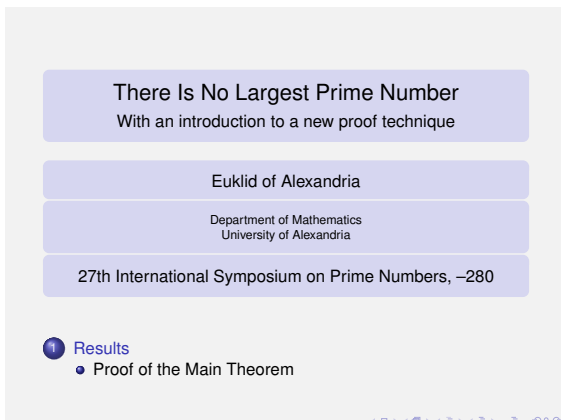 There Is No Largest Prime Number
With an introduction to a new proof technique
Euklid of Alexandria
Department of Mathematics
University of Alexandria
27th International Symposium on Prime Numbers, –280
1 Results
Proof of the Main Theorem